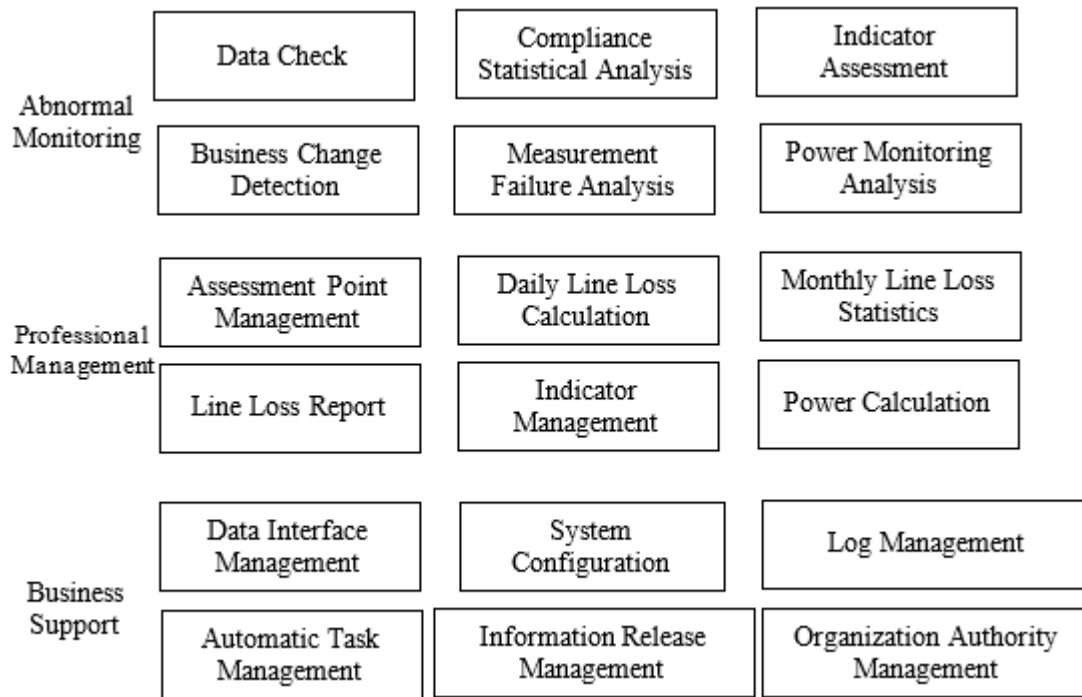 Abnormal
Monitoring
Data Check
Compliance
Statistical Analysis
Indicator
Assessment
Business Change
Detection
Measurement
Failure Analysis
Power Monitoring
Analysis
Professional
Management
Assessment Point
Management
Daily Line Loss
Calculation
Monthly Line Loss
Statistics
Line Loss Report
Indicator
Management
Power Calculation
Business
Support
Data Interface
Management
System
Configuration
Log Management
Automatic Task
Management
Information Release
Management
Organization Authority
Management